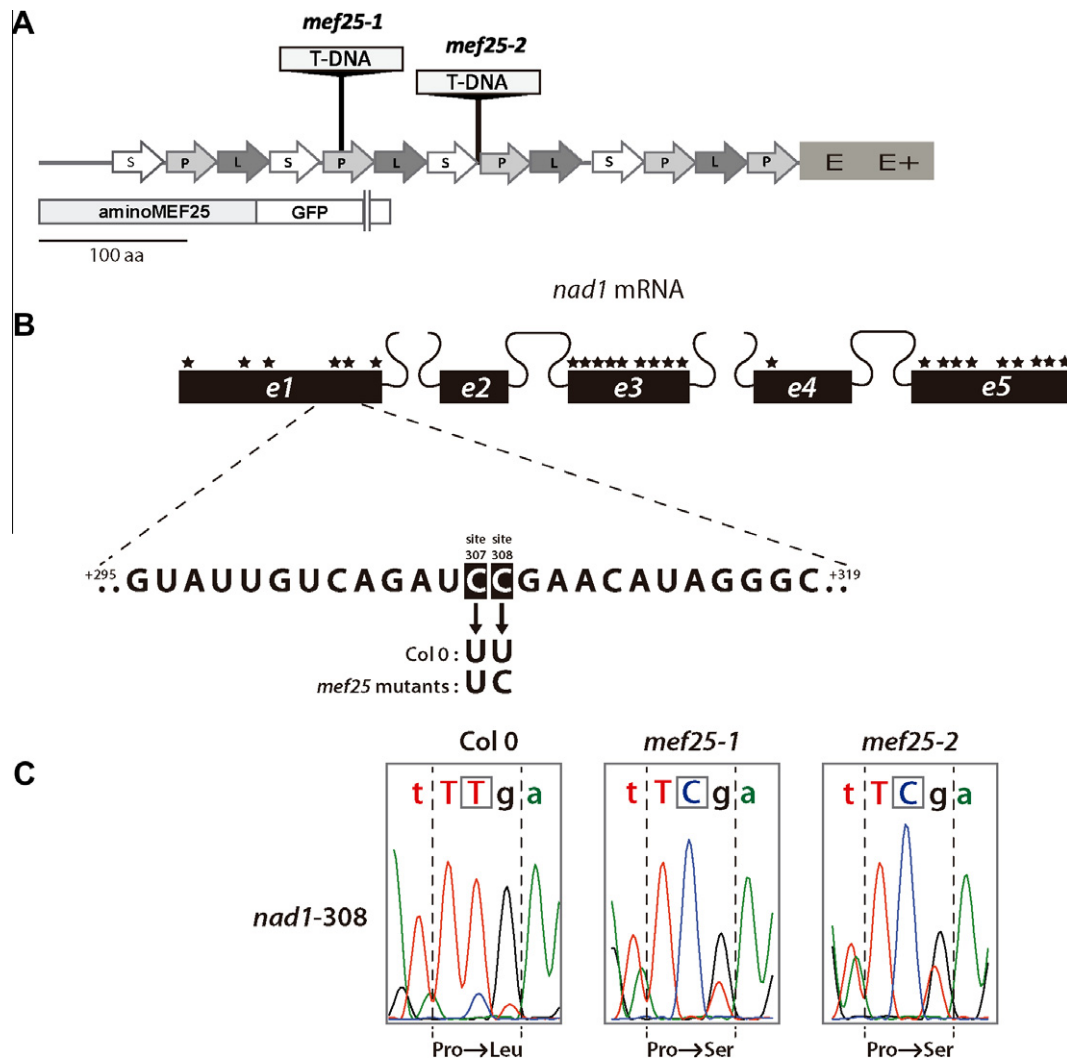 A
mef25-1
mef25-2
T-DNA
T-DNA
S P L S P L S P L S P L P E E+
aminoMEF25 GFP
100 aa
nad1 mRNA
B
e1 e2 e3 e4 e5
site 307 site 308
+295 ..GUAUUGUCAGAUCCGAACAUAGGGC.. +319
Col 0 : UU
mef25 mutants : UC
Col 0 mef25-1 mef25-2
C
t T T g a t T C g a t T C g a
nad1-308
Pro→Leu Pro→Ser Pro→Ser